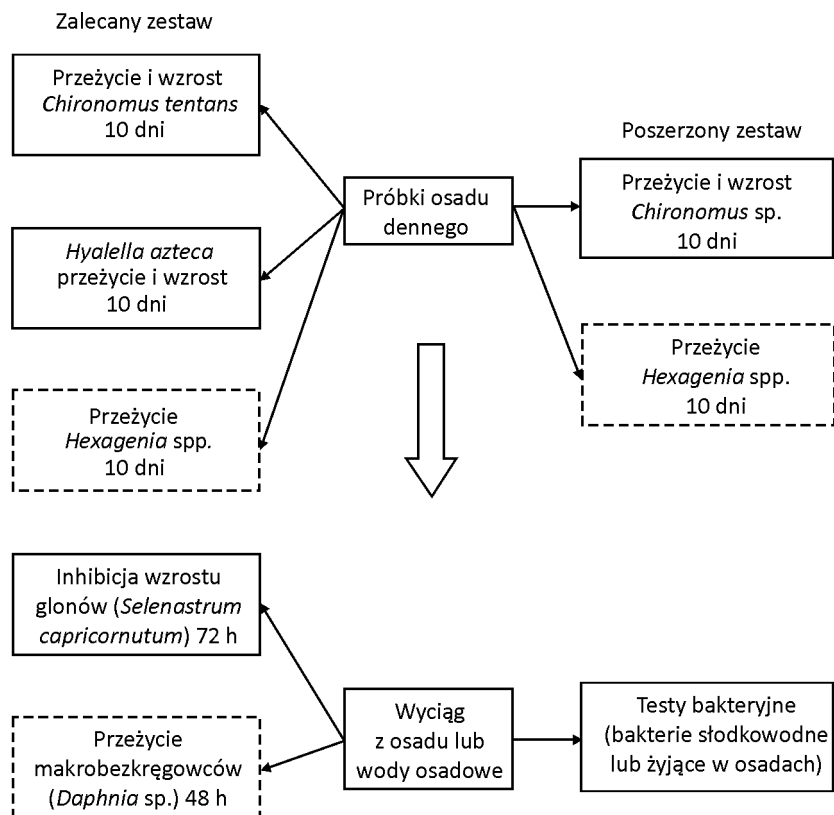 Zalecany zestaw
Przeżycie i wzrost
Chironomus tentans
10 dni
Hyalella azteca
przeżycie i wzrost
10 dni
Przeżycie
Hexagenia spp.
10 dni
Próbki osadu
dennego
Poszerzony zestaw
Przeżycie i wzrost
Chironomus sp.
10 dni
Przeżycie
Hexagenia spp.
10 dni
Inhibicja wzrostu
glonów (Selenastrum
capricornutum) 72 h
Przeżycie
makrobezkręgowców
(Daphnia sp.) 48 h
Wyciąg
z osadu lub
wody osadowe
Testy bakteryjne
(bakterie słodkowodne
lub żyjące w osadach)